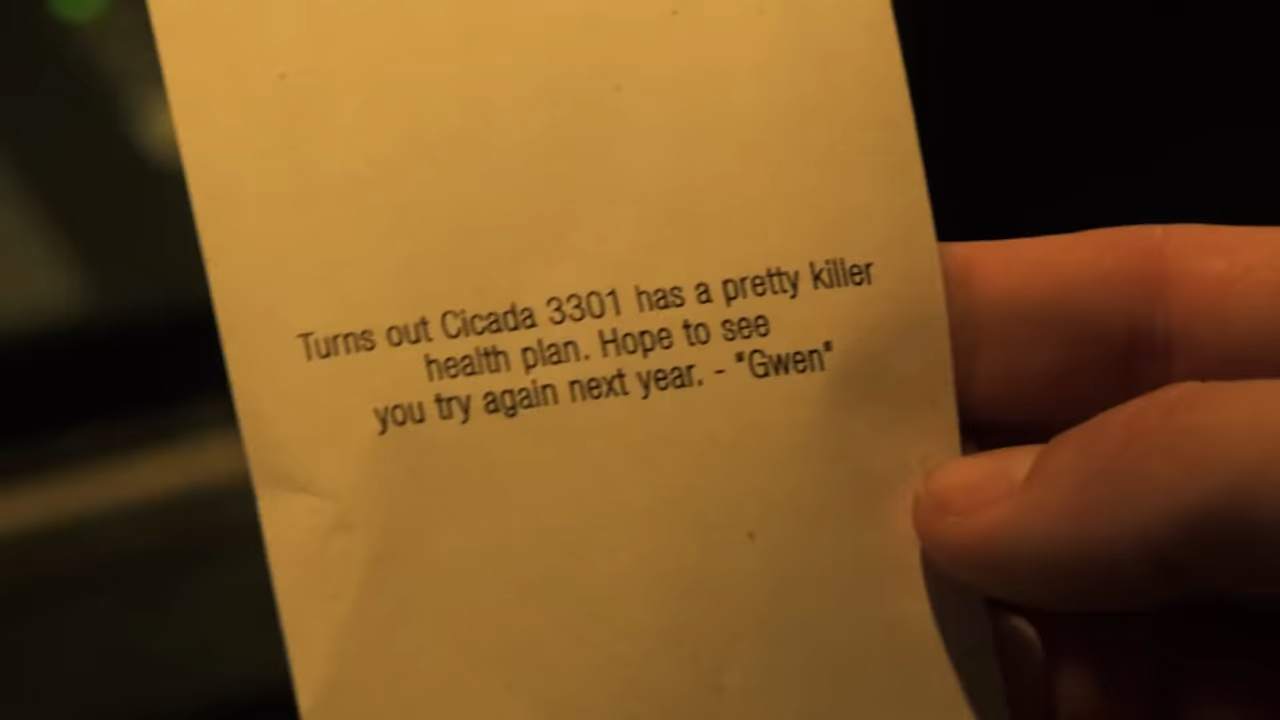 Turns out Cicada 3301 has a pretty killer
health plan. Hope to see
you try again next year. - "Gwen"